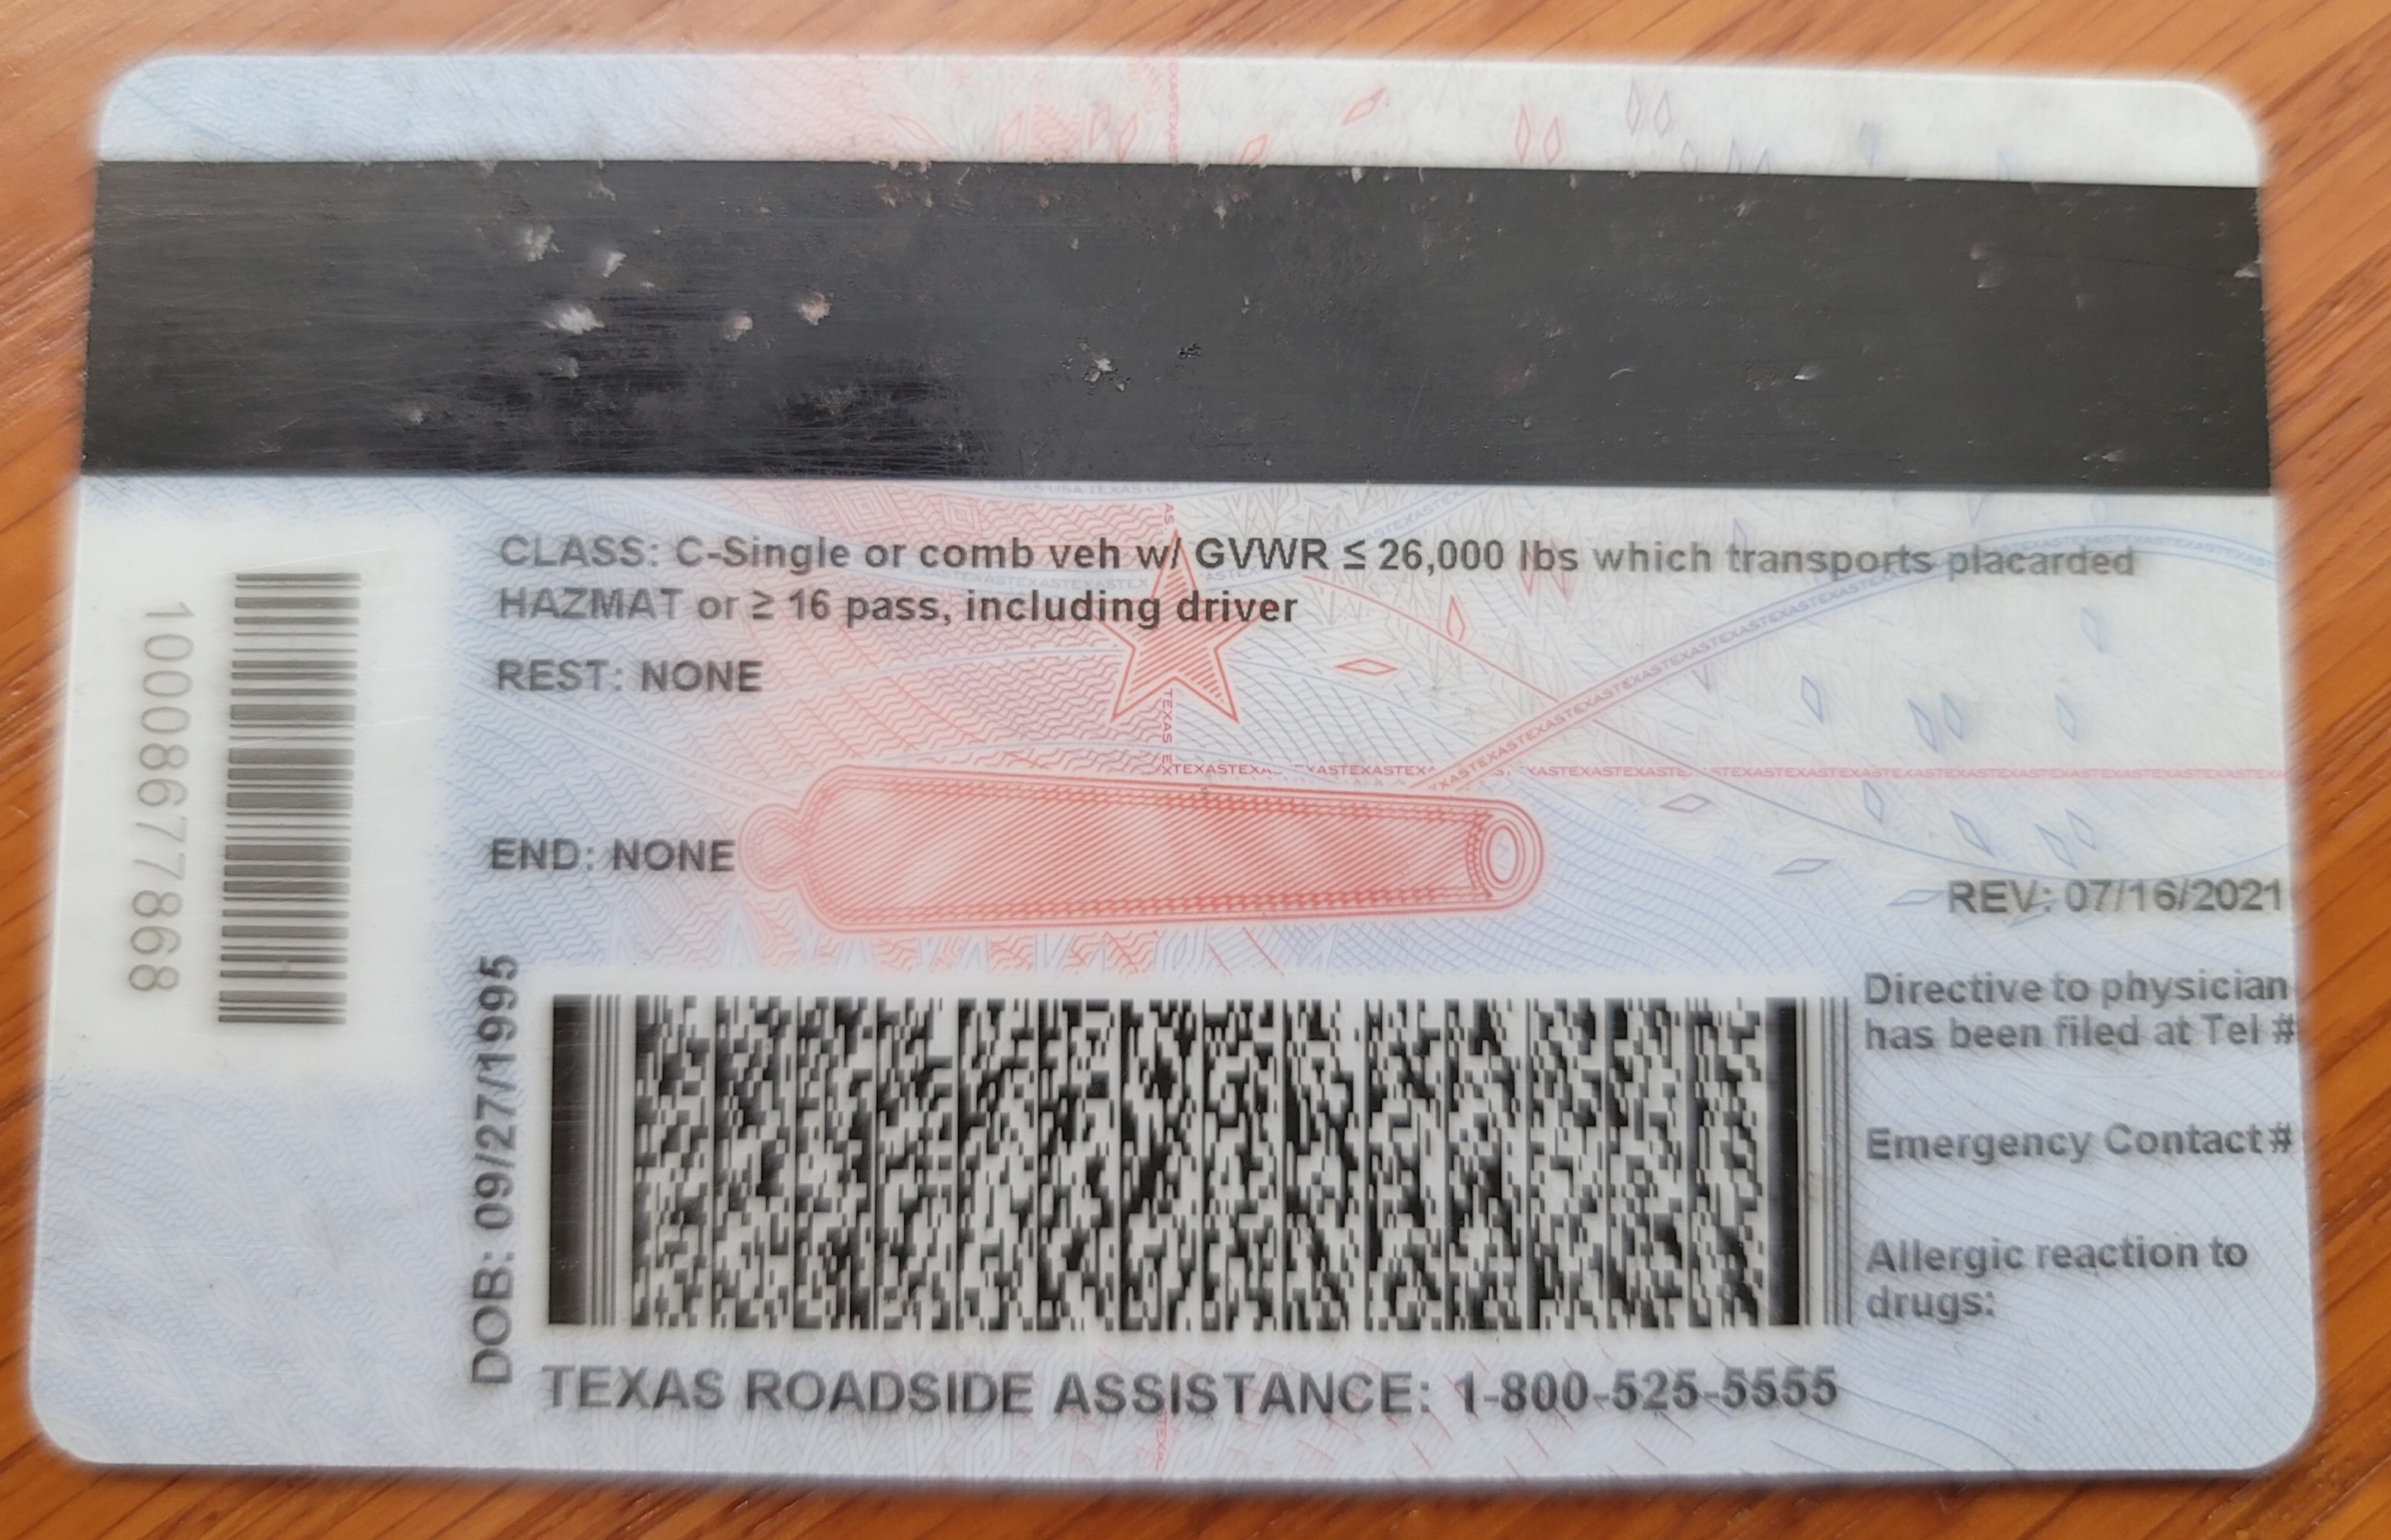 CLASS: C-Single or comb veh w/ GVWR ≤ 26,000 lbs which transports placarded
HAZMAT or ≥ 16 pass, including driver
REST: NONE
END: NONE
REV: 07/16/2021
10008677868
DOB: 09/27/1995
Directive to physician
has been filed at Tel #
Emergency Contact #
Allergic reaction to
drugs:
TEXAS ROADSIDE ASSISTANCE: 1-800-525-5555